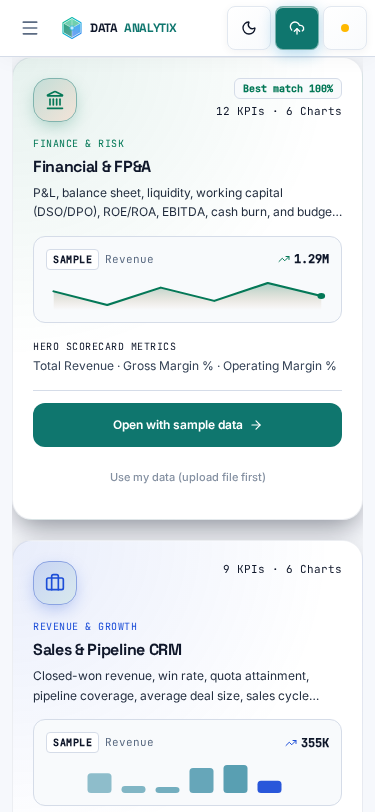 DATA ANALYTIX
Best match 100%
12 KPIs · 6 Charts
FINANCE & RISK
Financial & FP&A
P&L, balance sheet, liquidity, working capital
(DSO/DPO), ROE/ROA, EBITDA, cash burn, and budge…
SAMPLE Revenue 1.29M
HERO SCORECARD METRICS
Total Revenue · Gross Margin % · Operating Margin %
Open with sample data →
Use my data (upload file first)
9 KPIs · 6 Charts
REVENUE & GROWTH
Sales & Pipeline CRM
Closed-won revenue, win rate, quota attainment,
pipeline coverage, average deal size, sales cycle…
SAMPLE Revenue 355K